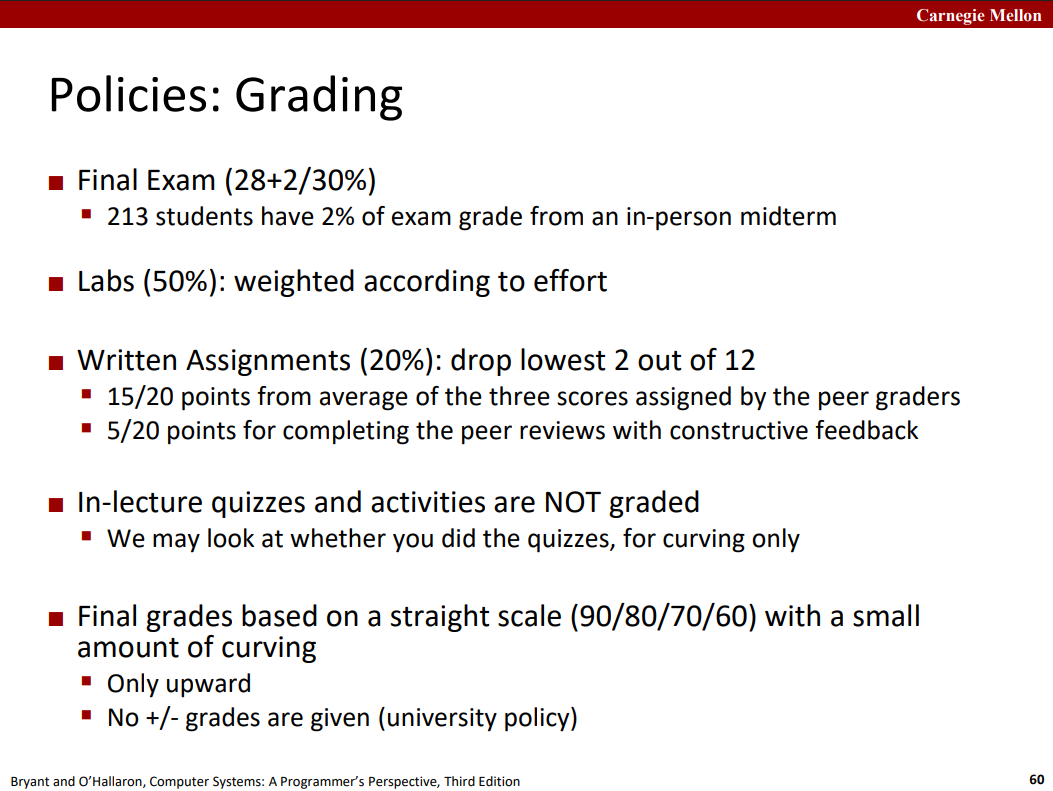 Carnegie Mellon
Policies: Grading
■ Final Exam (28+2/30%)
▪ 213 students have 2% of exam grade from an in-person midterm
■ Labs (50%): weighted according to effort
■ Written Assignments (20%): drop lowest 2 out of 12
▪ 15/20 points from average of the three scores assigned by the peer graders
▪ 5/20 points for completing the peer reviews with constructive feedback
■ In-lecture quizzes and activities are NOT graded
▪ We may look at whether you did the quizzes, for curving only
■ Final grades based on a straight scale (90/80/70/60) with a small
amount of curving
▪ Only upward
▪ No +/- grades are given (university policy)
Bryant and O’Hallaron, Computer Systems: A Programmer’s Perspective, Third Edition
60